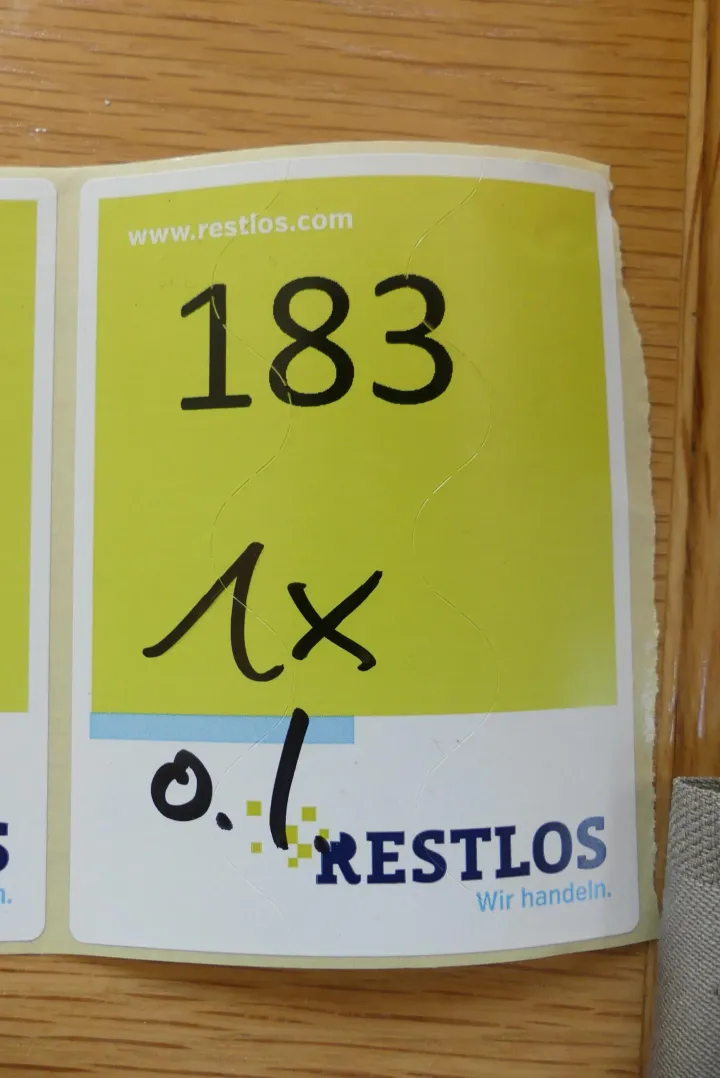 www.restlos.com
183
1x
o.l.
RESTLOS
Wir handeln.